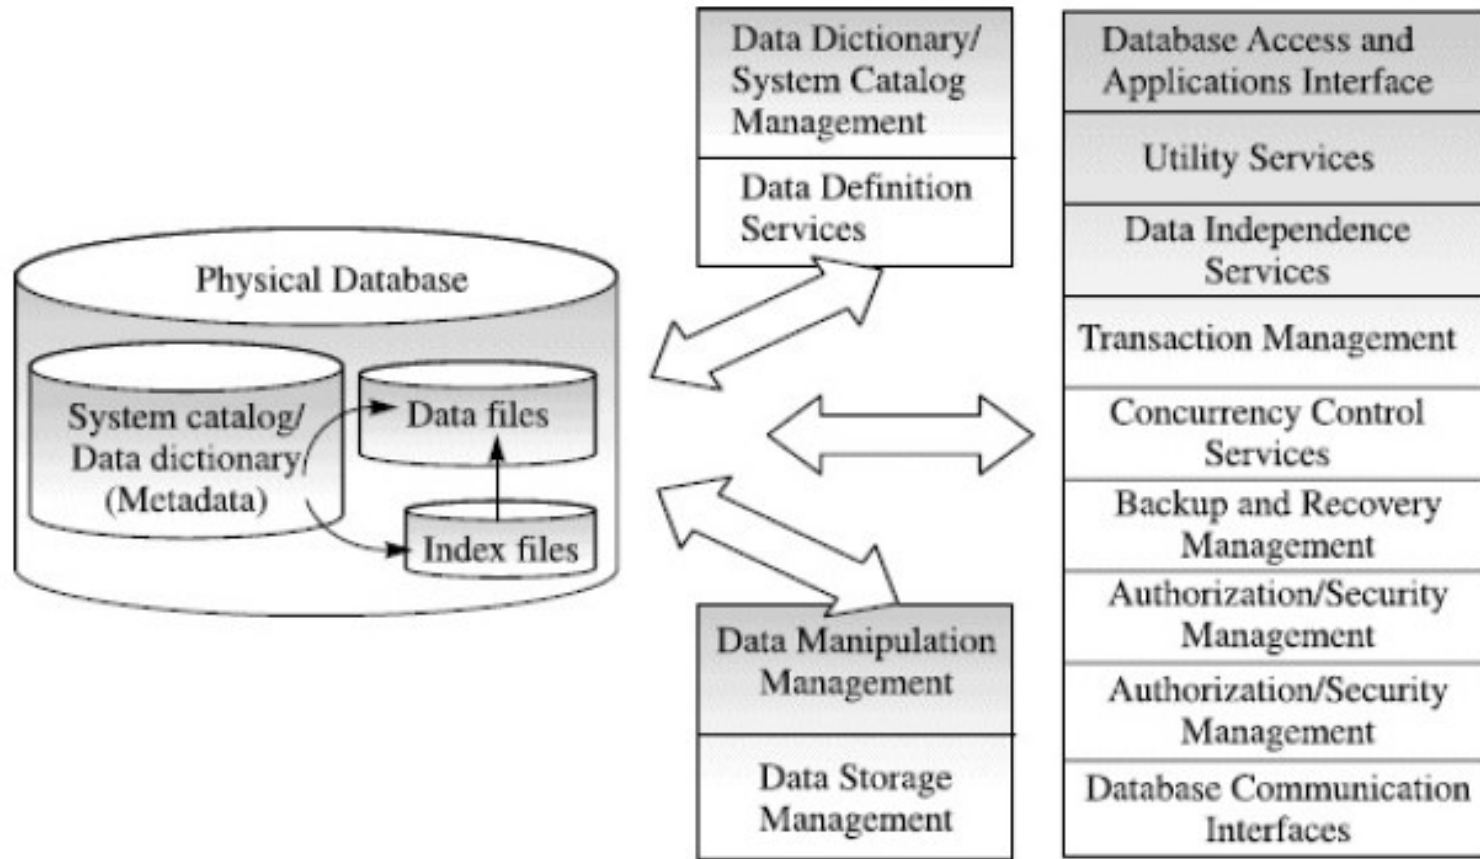 Physical Database
System catalog/
Data dictionary
(Metadata)
Data files
Index files
Data Dictionary/
System Catalog
Management
Data Definition
Services
Data Manipulation
Management
Data Storage
Management
Database Access and
Applications Interface
Utility Services
Data Independence
Services
Transaction Management
Concurrency Control
Services
Backup and Recovery
Management
Authorization/Security
Management
Authorization/Security
Management
Database Communication
Interfaces